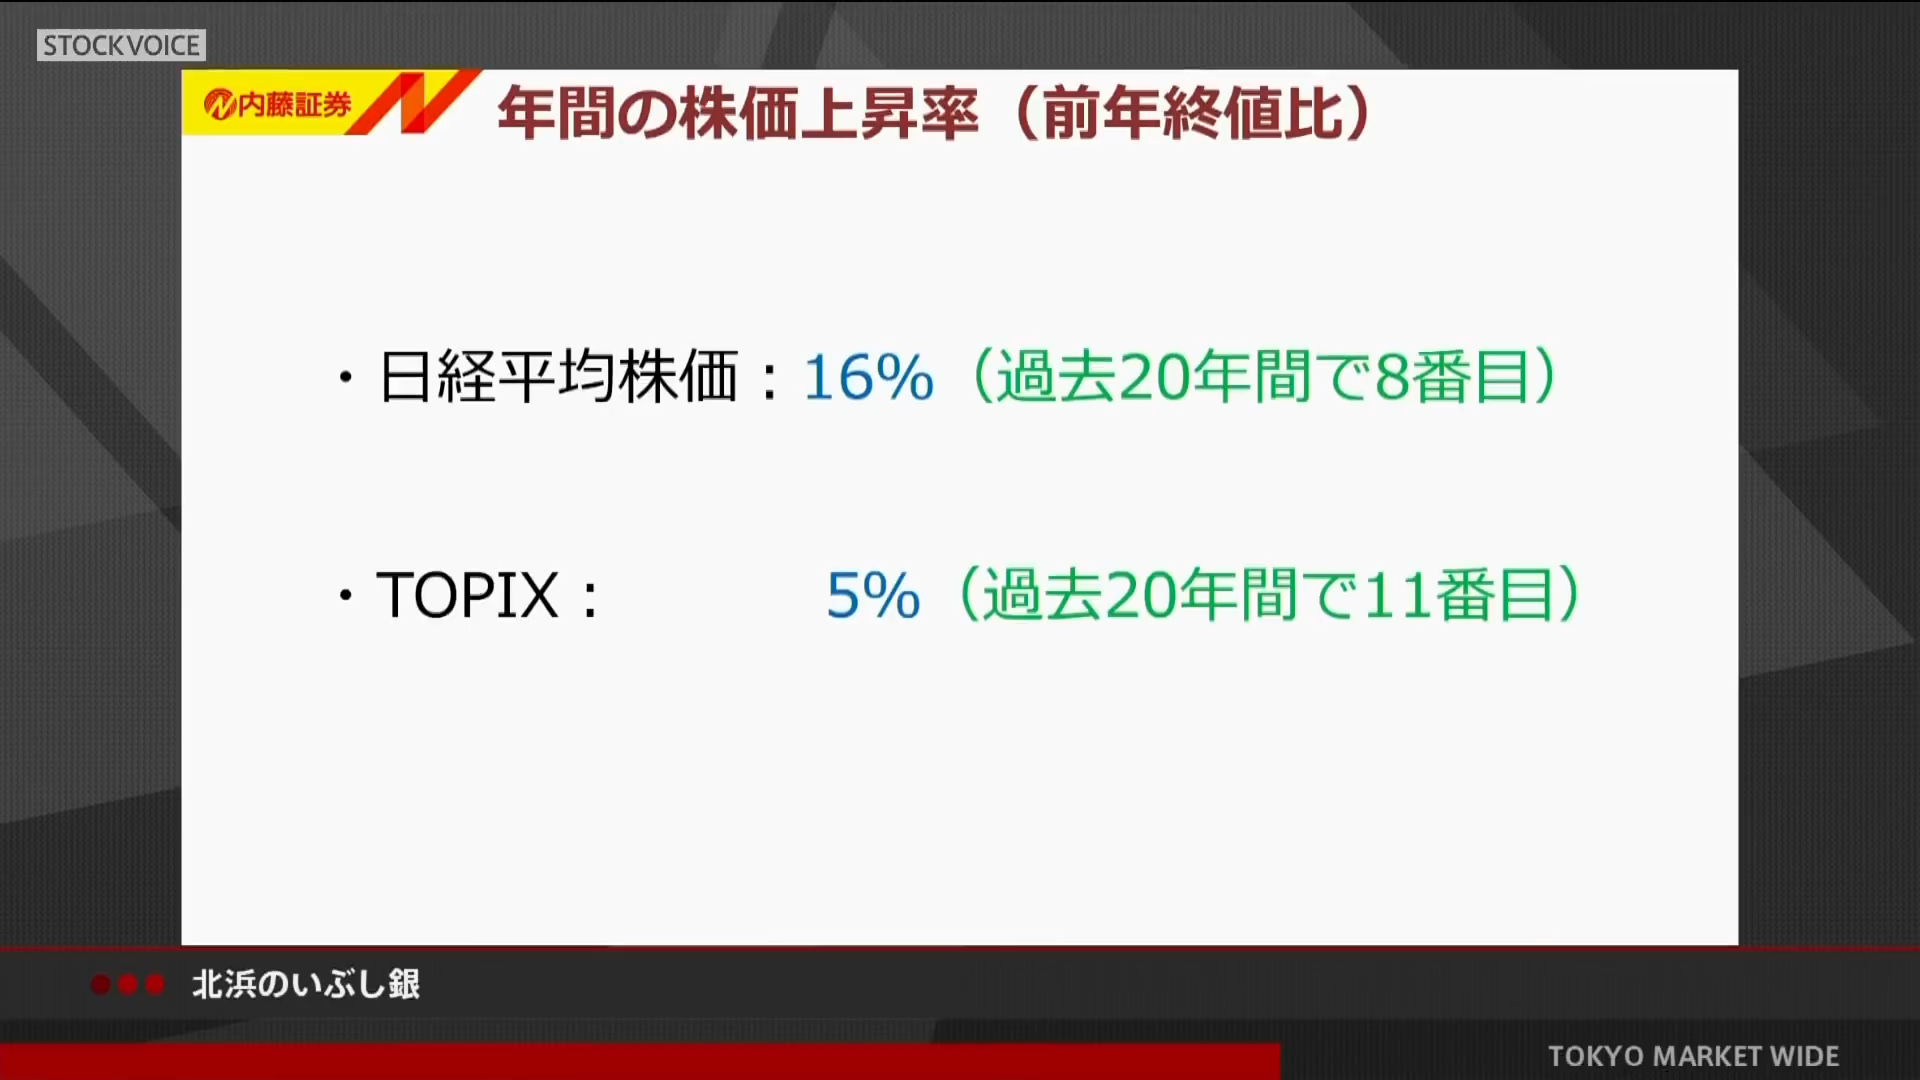 STOCKVOICE
内藤証券
年間の株価上昇率（前年終値比）
・日経平均株価：16%（過去20年間で8番目）
・TOPIX： 5%（過去20年間で11番目）
北浜のいぶし銀
TOKYO MARKET WIDE